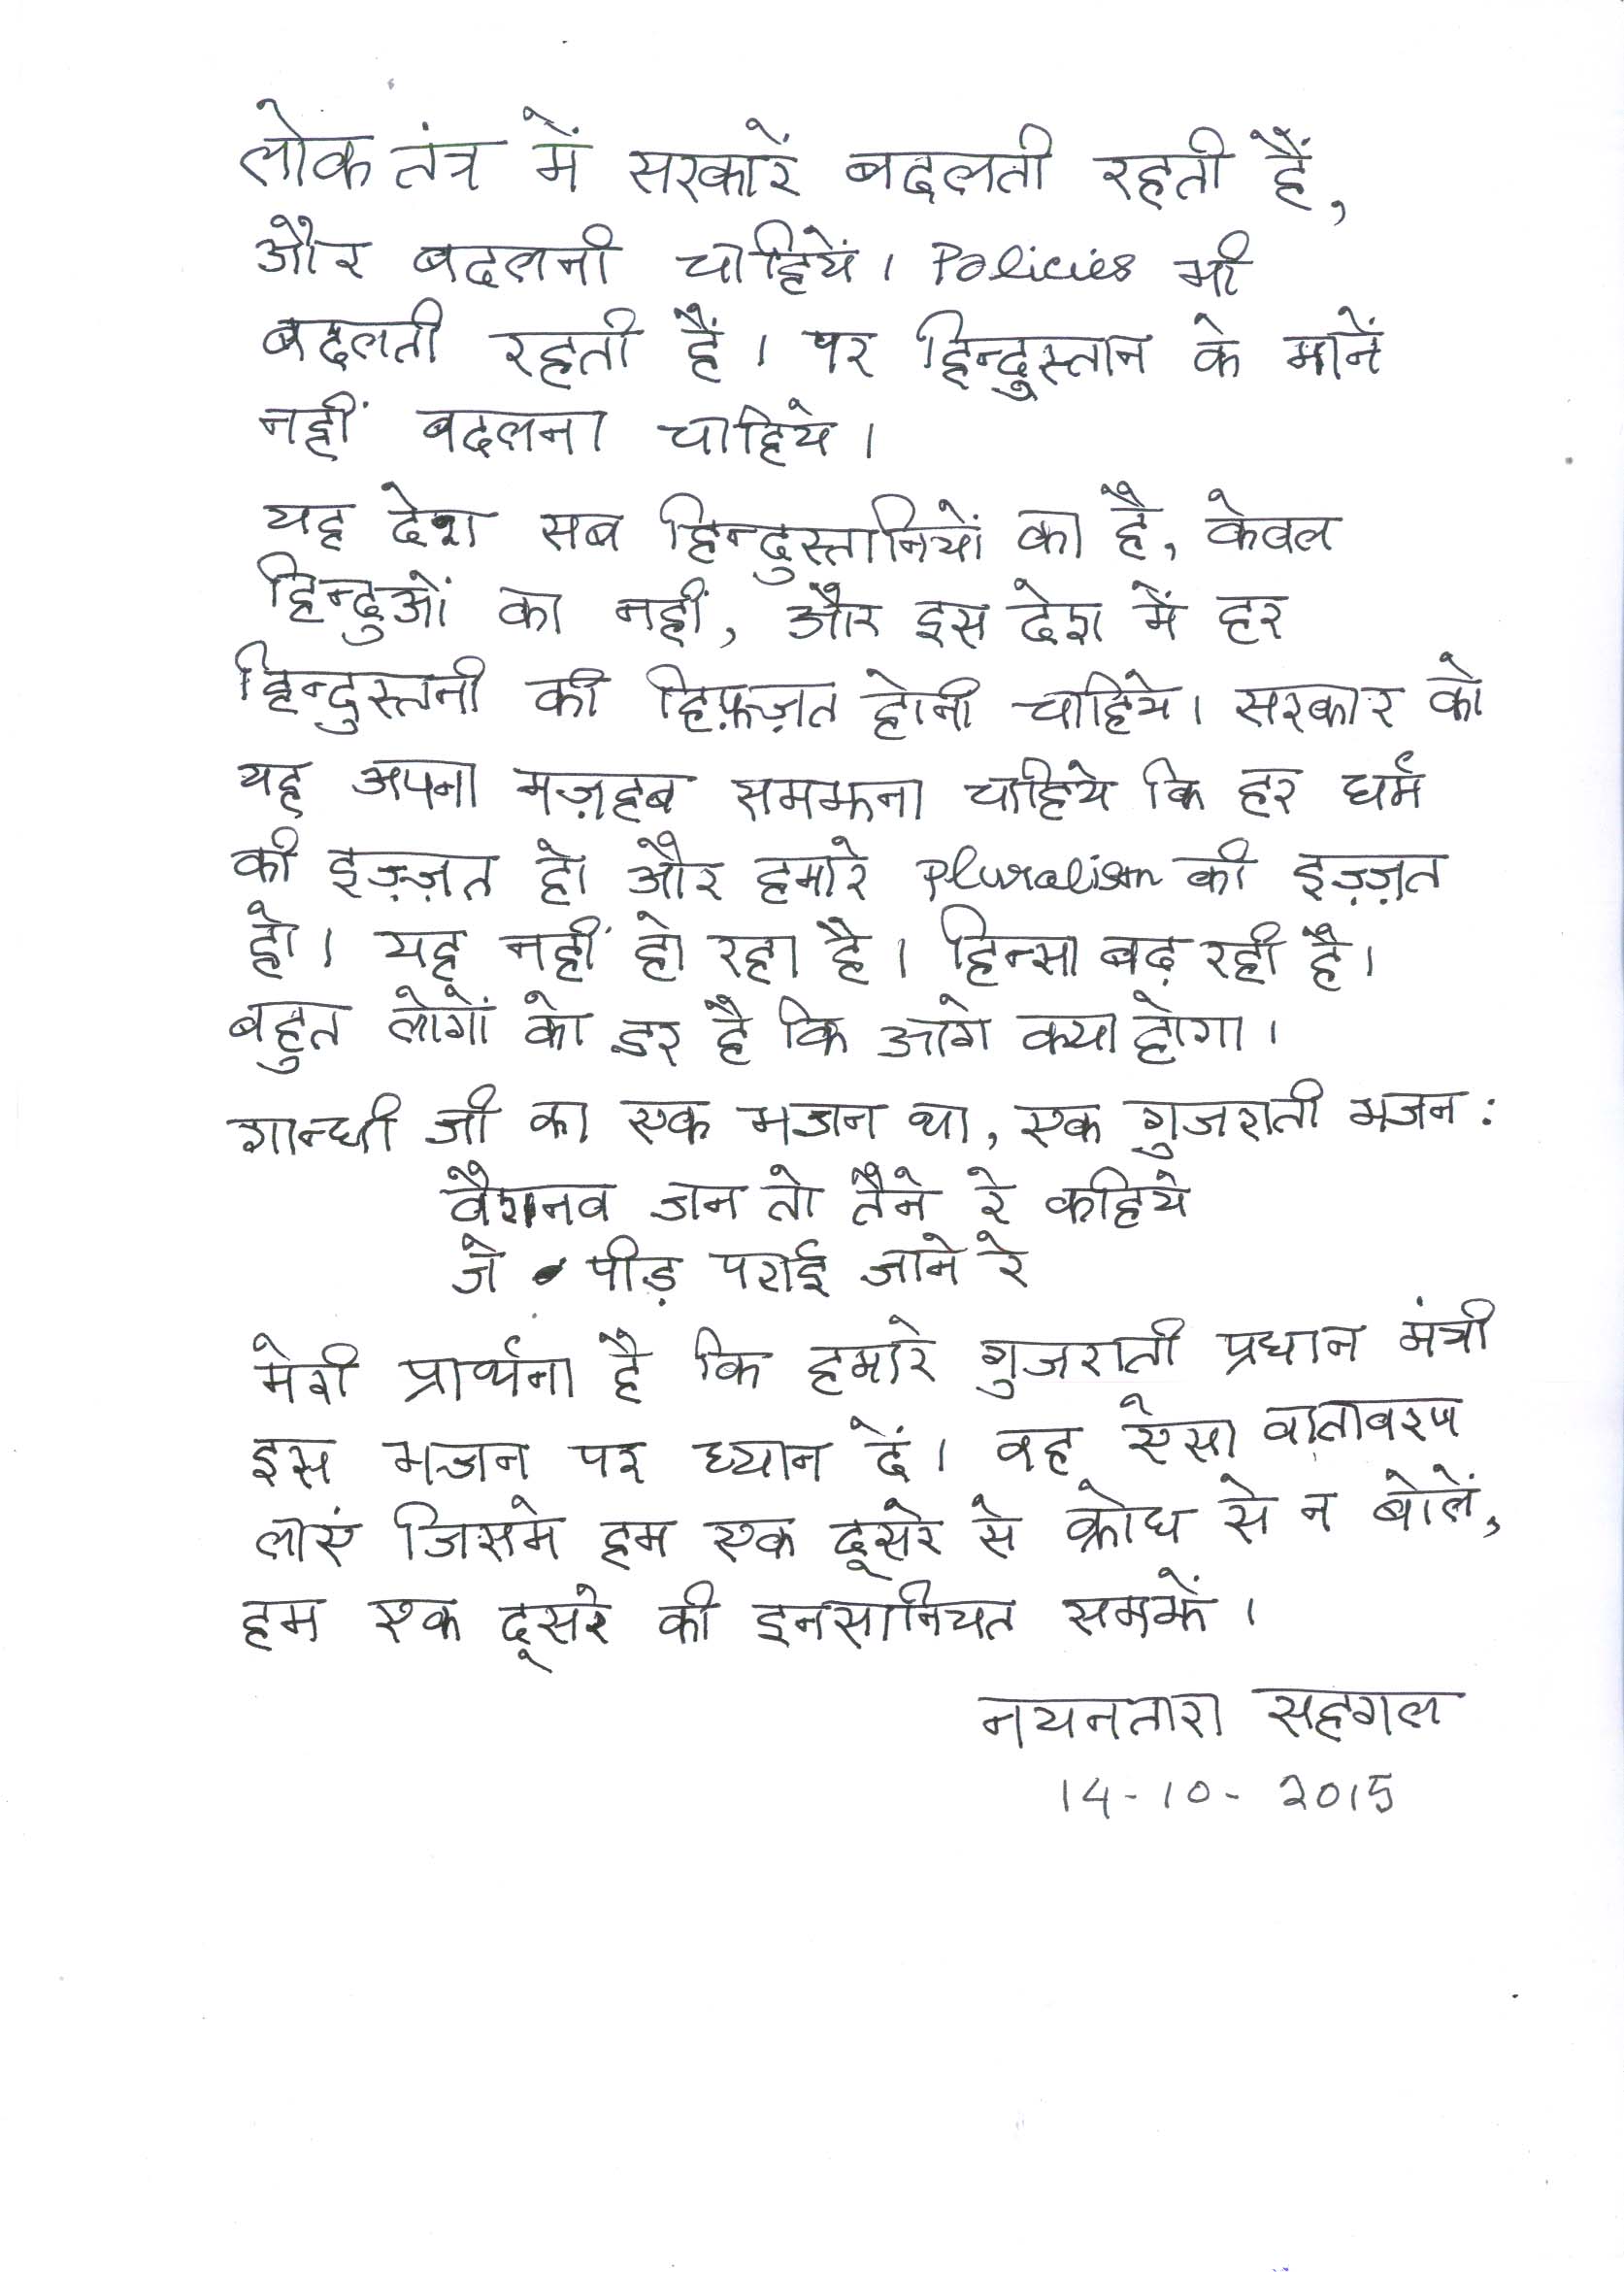 लोक तंत्र में सरकारें बदलती रहती हैं,
और बदलनी चाहियें। Policies भी
बदलती रहती हैं। पर हिन्दुस्तान के मानें
नहीं बदलना चाहिये।
यह देश सब हिन्दुस्तानियों का है, केवल
हिन्दुओं का नहीं, और इस देश में हर
हिन्दुस्तनी की हिफ़ज़त होनी चाहिये। सरकार को
यह अपना मज़हब समझना चाहिये कि हर धर्म
की इज़्ज़त हो और हमारे Pluralism की इज़्ज़त
हो। यह नहीं हो रहा है। हिन्सा बढ़ रही है।
बहुत लोगों को डर है कि आगे क्या होगा।
गान्धी जी का एक भजन था, एक गुजराती भजन:
वैशनव जन तो तैने रे कहिये
जे पीड़ पराई जाने रे
मेरी प्रार्थना है कि हमारे गुजराती प्रधान मंत्री
इस भजन पर ध्यान दें। वह ऐसा वातावरण
लाएं जिसमे हम एक दूसरे से क्रोध से न बोलें,
हम एक दूसरे की इनसानियत समझें।
नयनतारा सहगल
14-10-2015